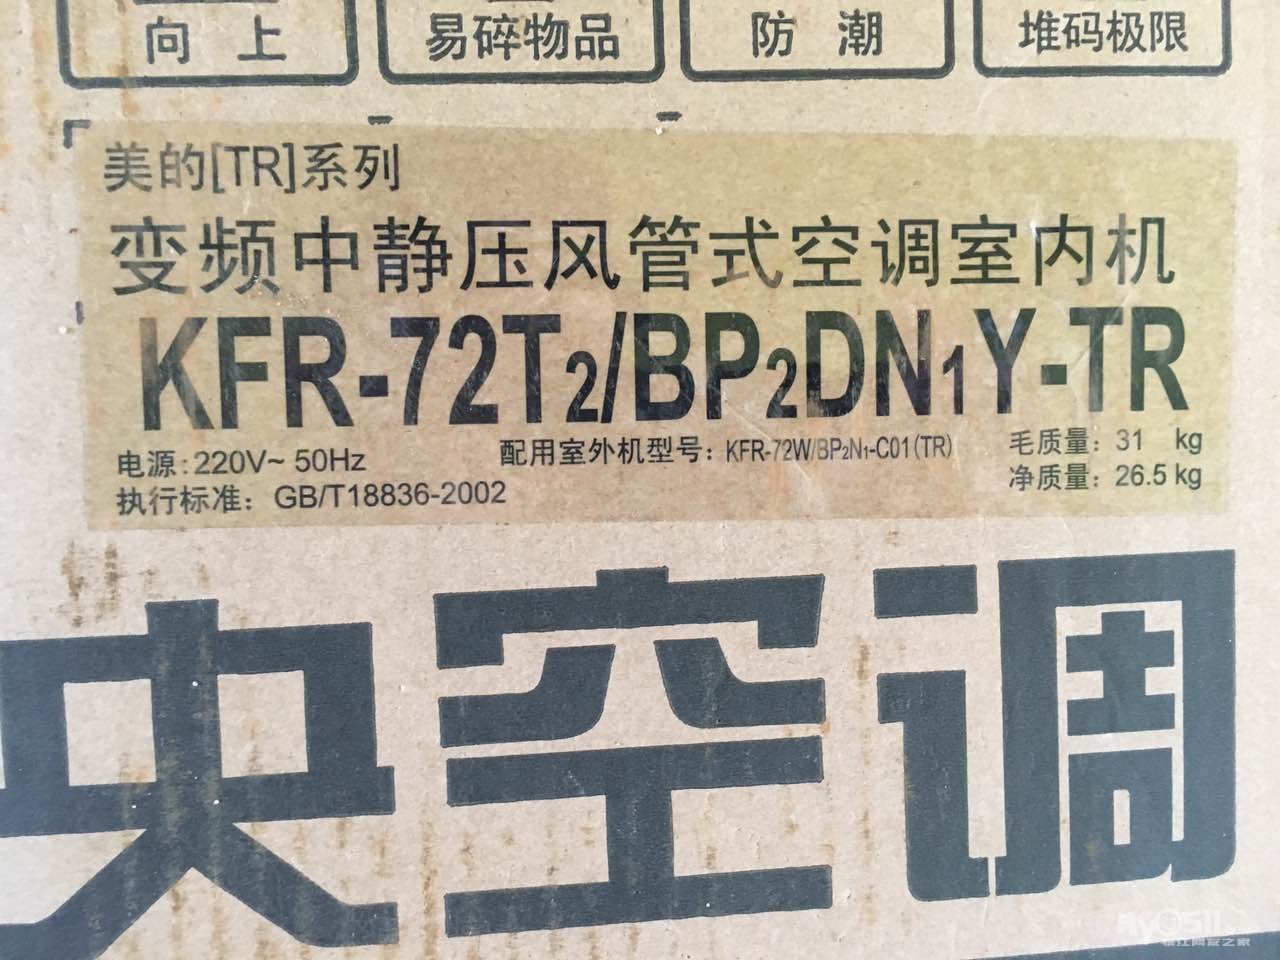 向上 易碎物品 防潮 堆码极限
美的[TR]系列
变频中静压风管式空调室内机
KFR-72T2/BP2DN1Y-TR
电源:220V~ 50Hz 配用室外机型号：KFR-72W/BP2N1-C01(TR) 毛质量：31 kg
执行标准：GB/T18836-2002 净质量：26.5 kg
央空调